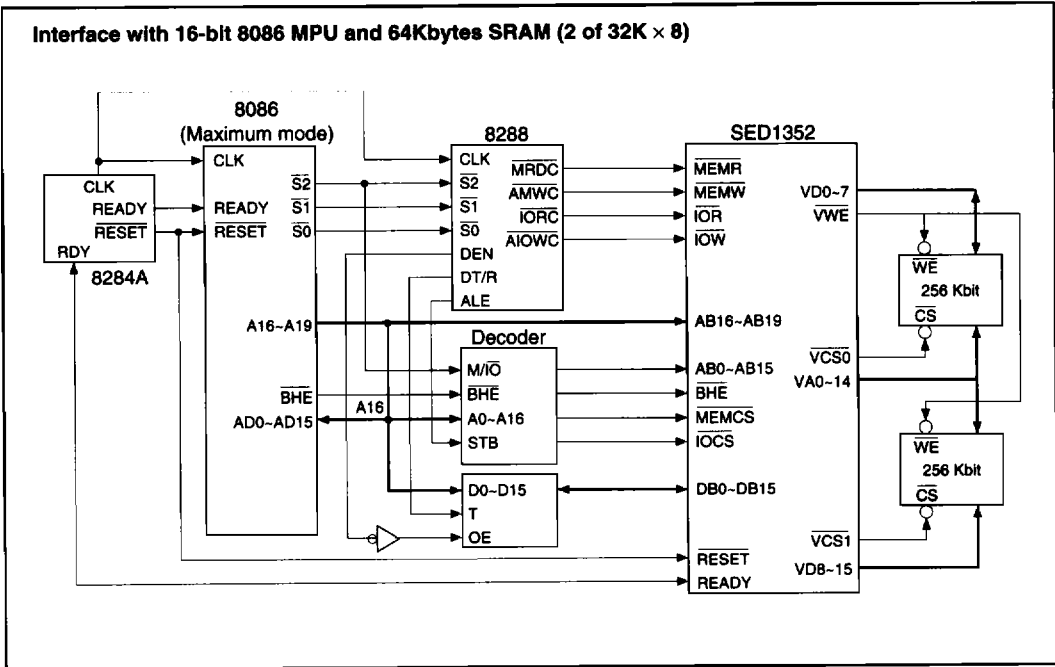 Interface with 16-bit 8086 MPU and 64Kbytes SRAM (2 of 32K × 8)
8086
(Maximum mode)
CLK
READY
RESET
S2
S1
S0
A16~A19
BHE
AD0~AD15
CLK
READY
RESET
RDY
8284A
8288
CLK
S2
S1
S0
DEN
DT/R
ALE
MRDC
AMWC
IORC
AIOWC
A16
Decoder
M/IO
BHE
A0~A16
STB
D0~D15
T
OE
SED1352
MEMR
MEMW
IOR
IOW
AB16~AB19
AB0~AB15
BHE
MEMCS
IOCS
DB0~DB15
RESET
READY
VD0~7
VWE
VCS0
VA0~14
VCS1
VD8~15
WE
256 Kbit
CS
WE
256 Kbit
CS